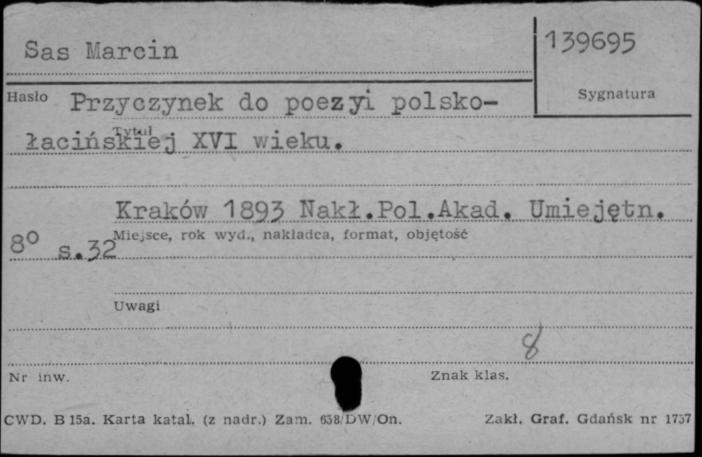 Sas Marcin
139695
Hasło
Sygnatura
Przyczynek do poezyi polsko-
Tytuł
łacińskiej XVI wieku.
Kraków 1893 Nakł.Pol.Akad. Umiejętn.
Miejsce, rok wyd., nakładca, format, objętość
8º s.32
Uwagi
8
Nr inw.
Znak klas.
CWD. B 15a. Karta katal. (z nadr.) Zam. 658/DW/On.
Zakł. Graf. Gdańsk nr 1757